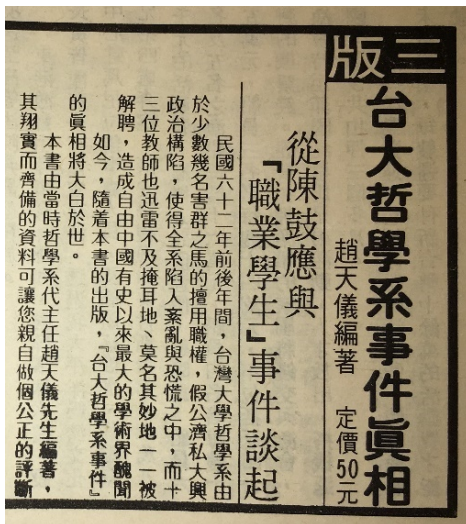 三版
台大哲學系事件眞相
趙天儀編著 定價50元
從陳鼓應與
『職業學生』事件談起
民國六十二年前後年間，台灣大學哲學系由
於少數幾名害群之馬的擅用職權，假公濟私大興
政治構陷，使得全系陷入紊亂與恐慌之中，而十
三位教師也迅雷不及掩耳地、莫名其妙地一一被
解聘，造成自由中國有史以來最大的學術界醜聞
如今，隨着本書的出版，『台大哲學系事件』
的眞相將大白於世。
本書由當時哲學系代主任趙天儀先生編著，
其翔實而齊備的資料可讓您親自做個公正的評斷